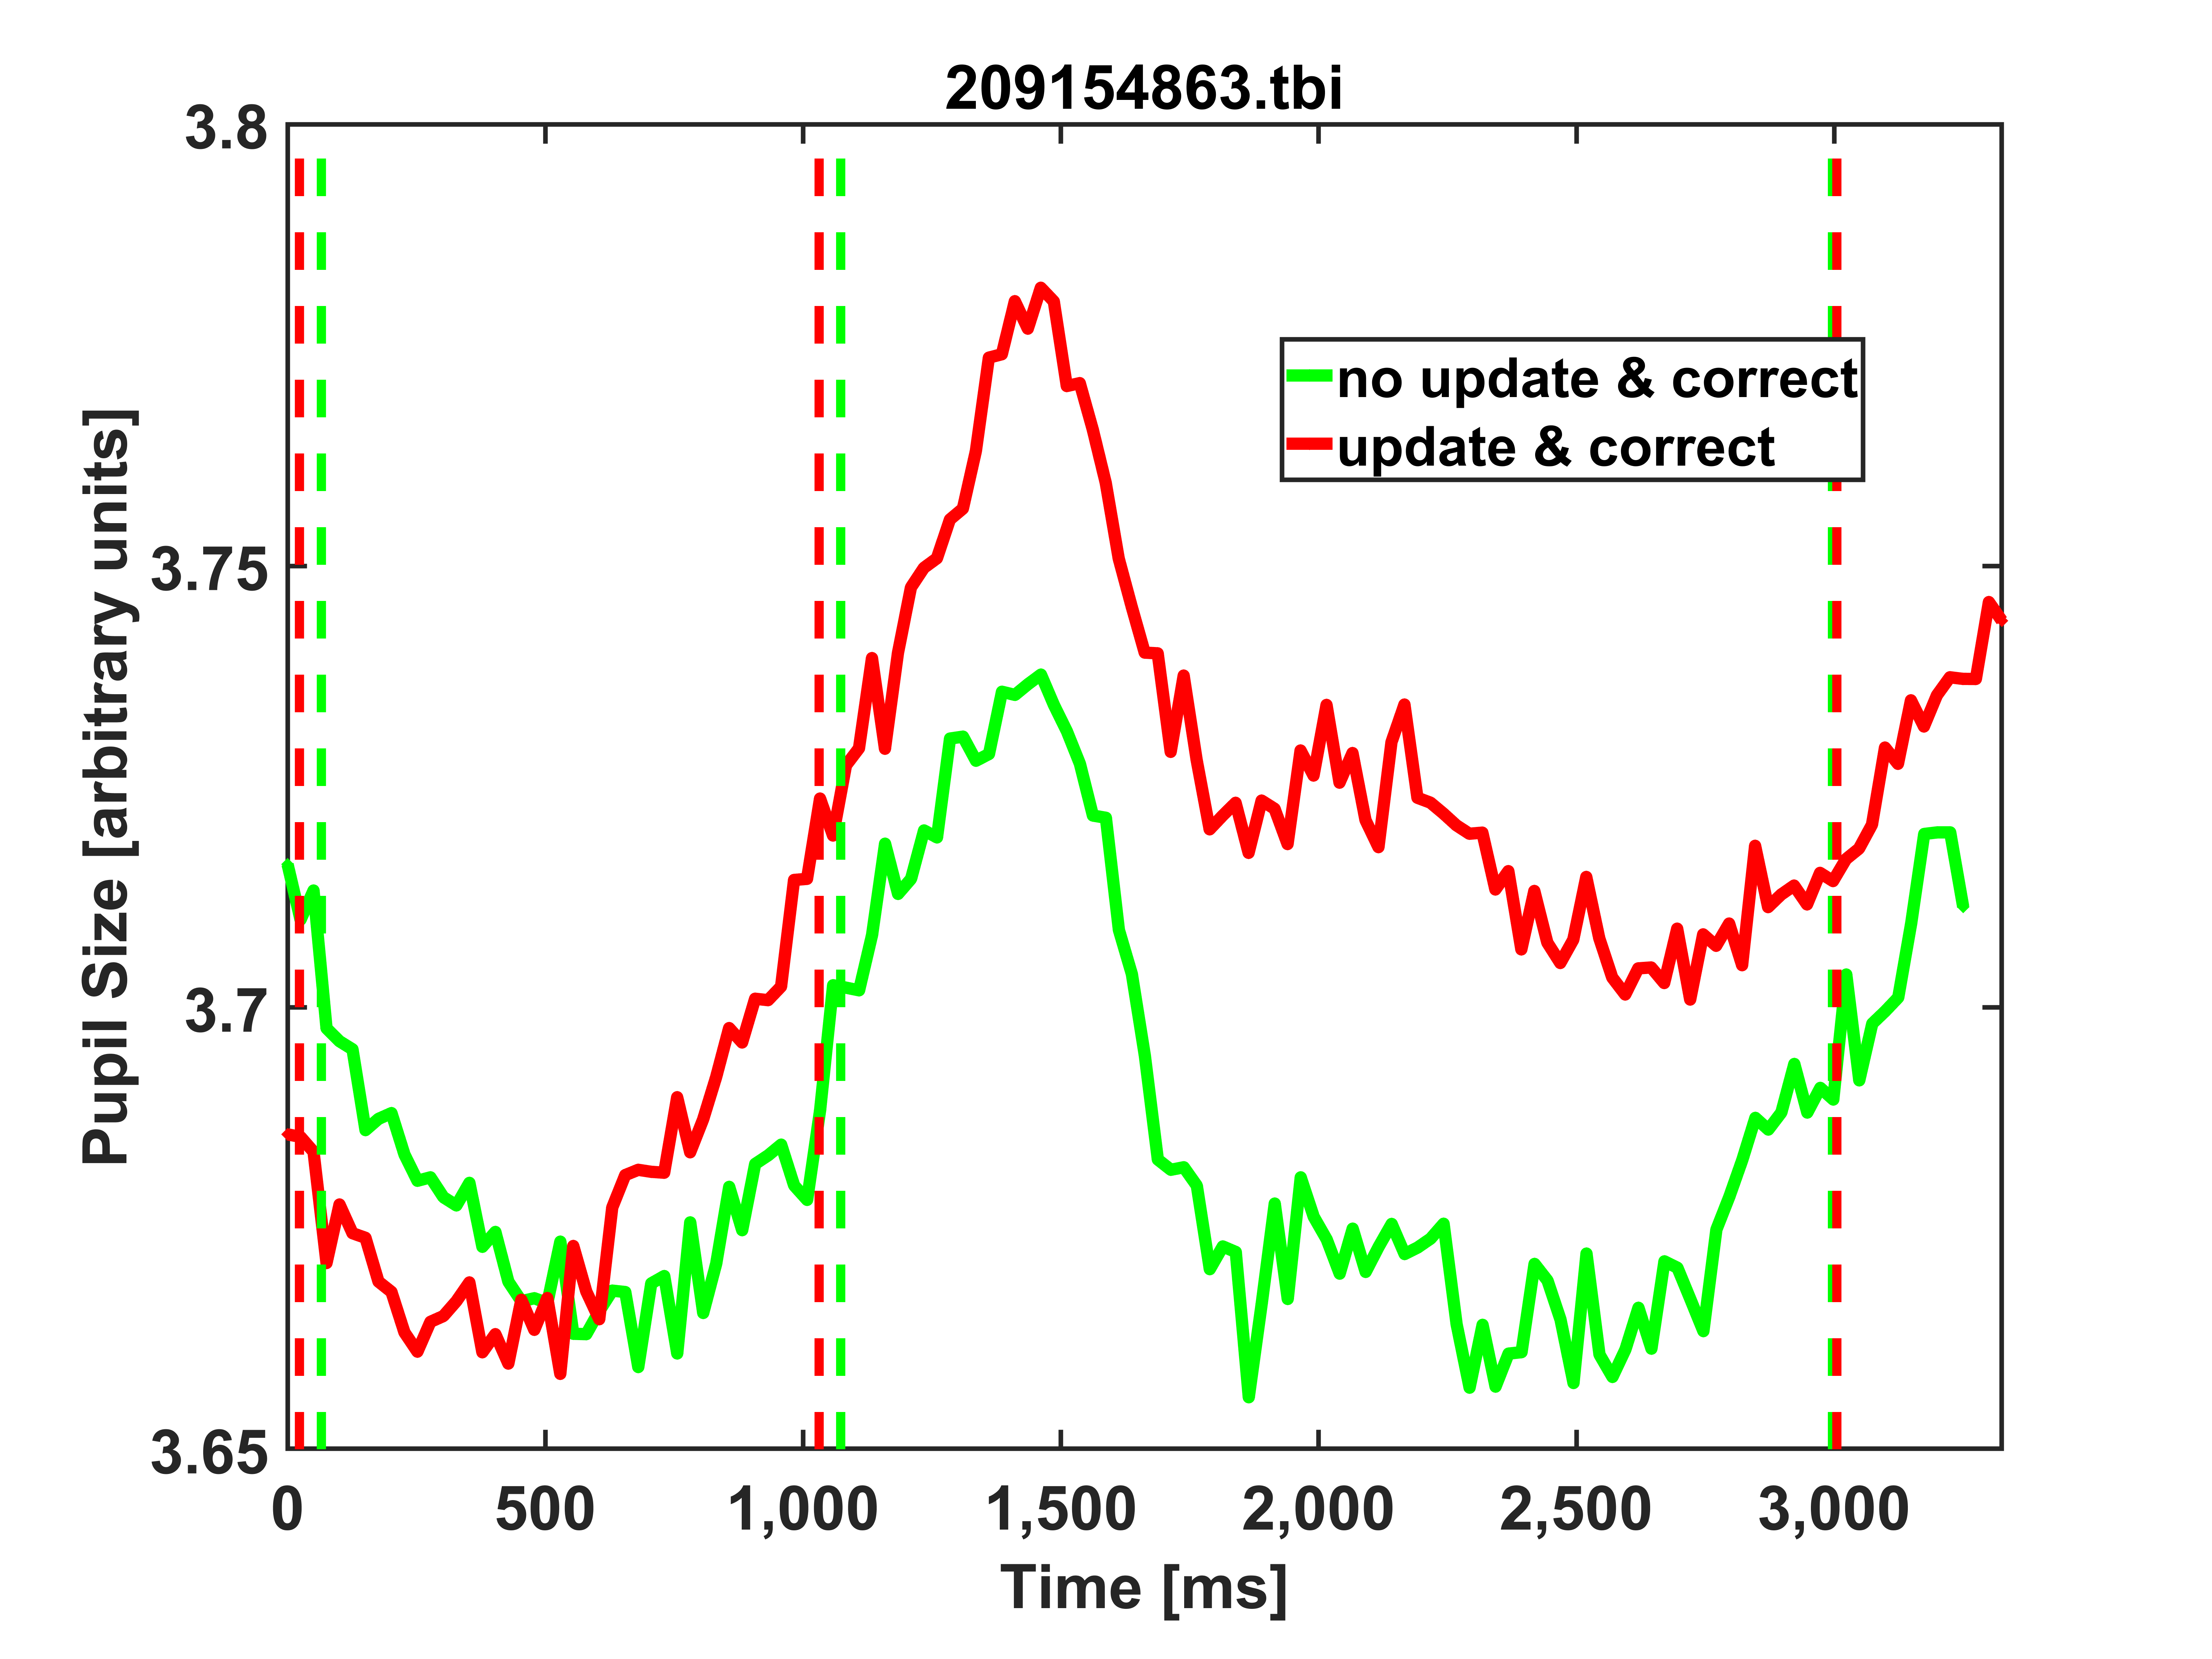 209154863.tbi
3.8
3.75
3.7
3.65
Pupil Size [arbitrary units]
no update & correct
update & correct
0 500 1,000 1,500 2,000 2,500 3,000
Time [ms]